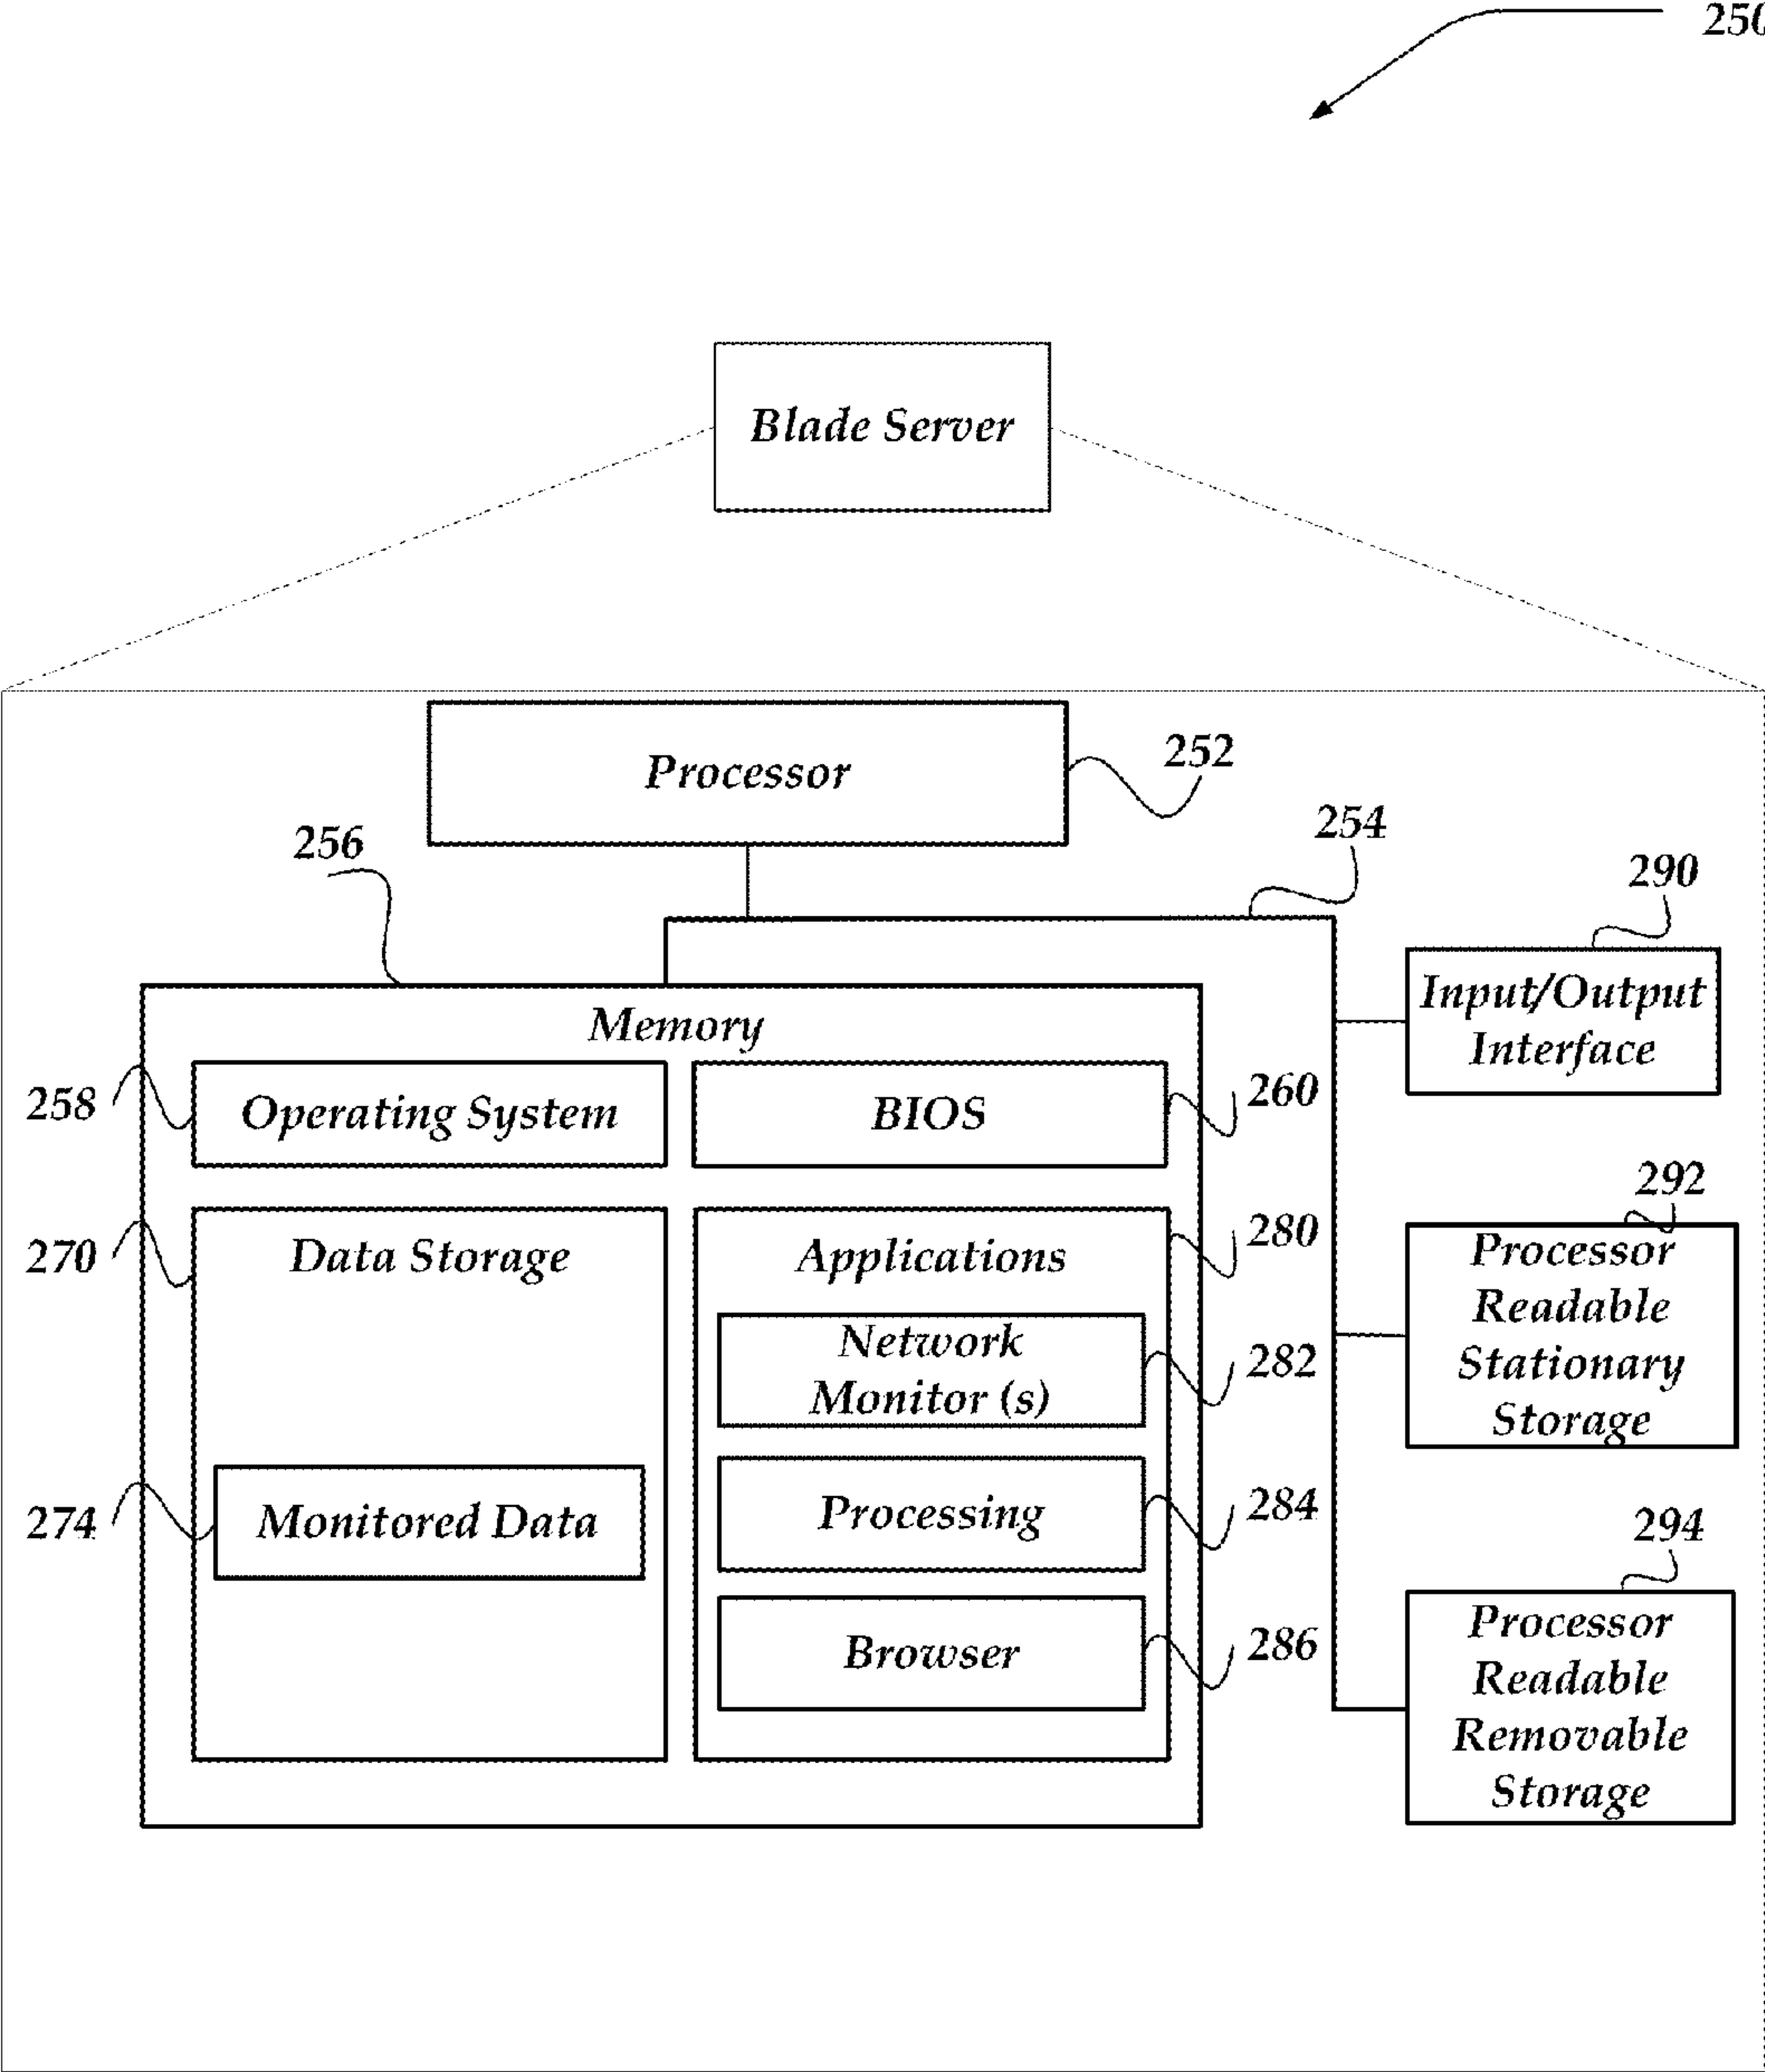 250
Blade Server
Processor
252
254
256
290
Input/Output
Interface
Memory
258
Operating System
BIOS
260
292
Processor
Readable
Stationary
Storage
270
Data Storage
Applications
280
Network
Monitor (s)
282
274
Monitored Data
Processing
284
294
Processor
Readable
Removable
Storage
Browser
286